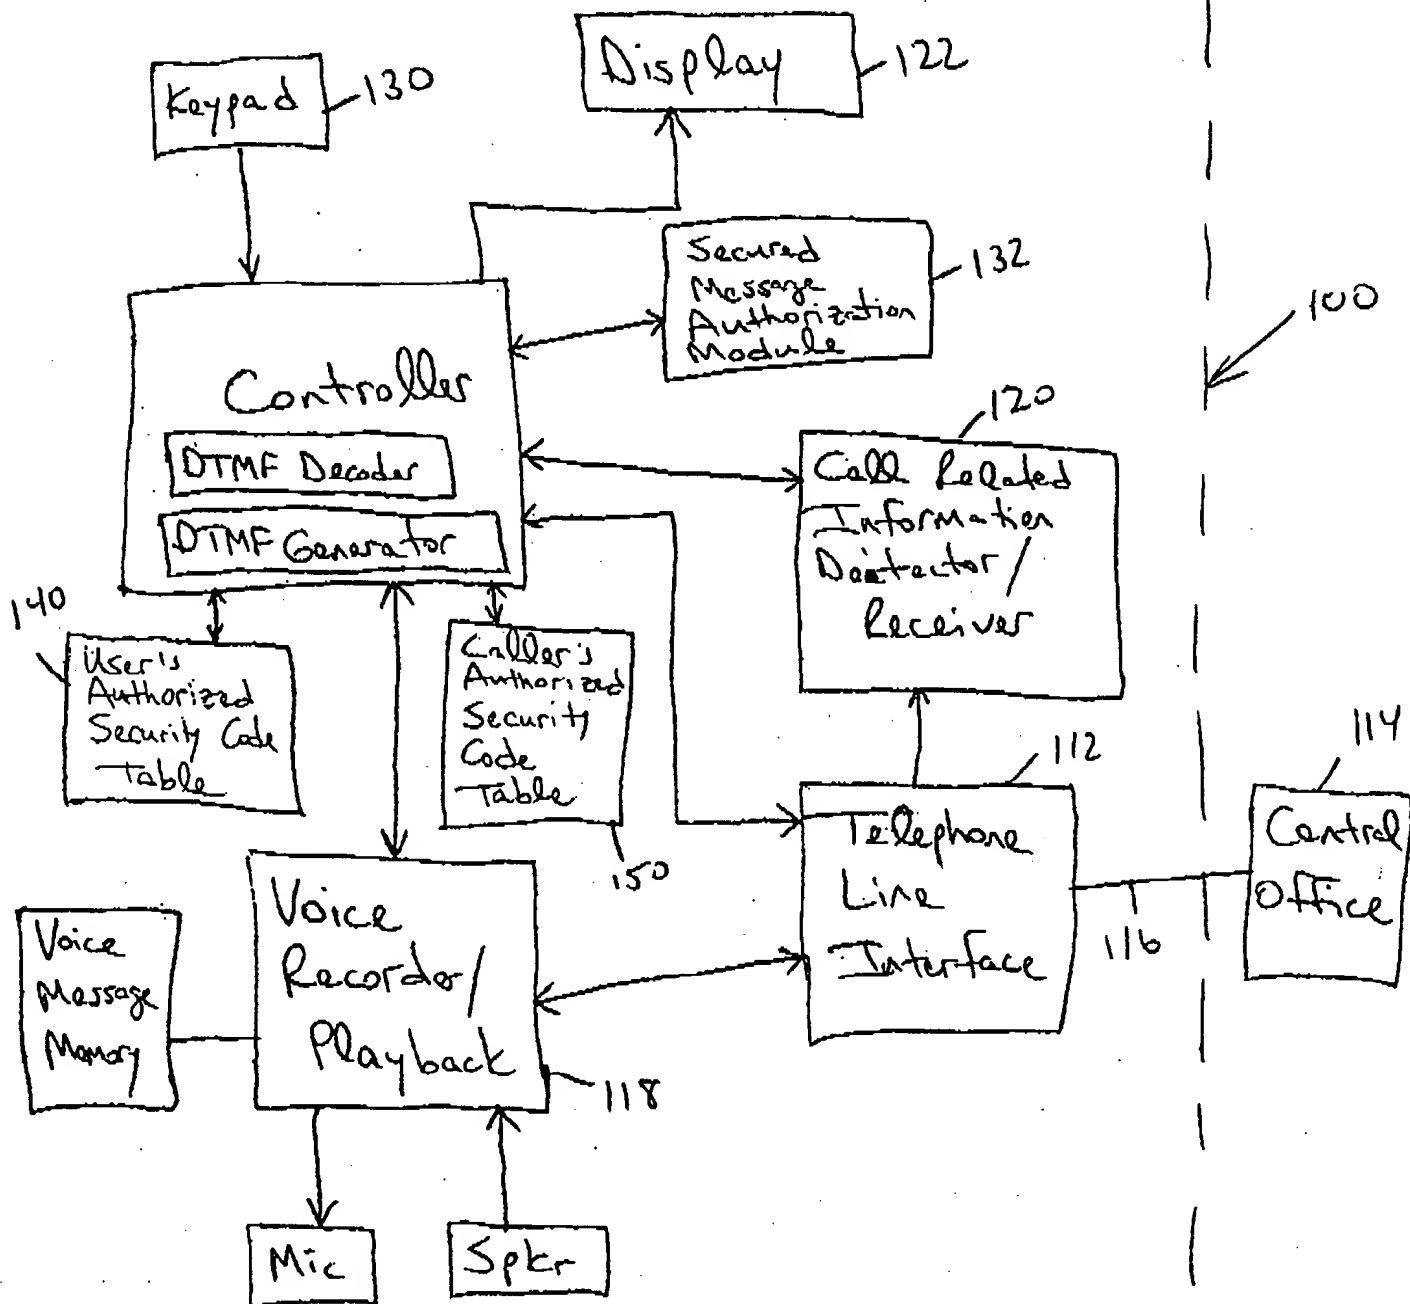 Display
122
Keypad
130
Secured
Message
Authorization
Module
132
100
Controller
DTMF Decoder
DTMF Generator
120
Call Related
Information
Detector/
Receiver
140
User's
Authorized
Security Code
Table
Caller's
Authorized
Security
Code
Table
150
112
Telephone
Line
Interface
116
114
Central
Office
Voice
Message
Memory
Voice
Recorder/
Playback
118
Mic
Spkr